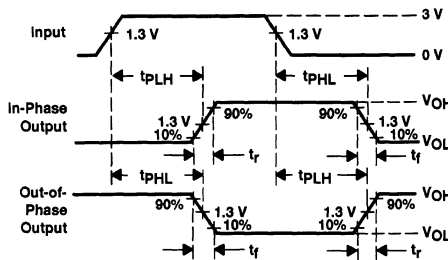 3 V
Input
1.3 V
1.3 V
0 V
tPLH
tPHL
In-Phase
Output
90%
90%
VOH
1.3 V
1.3 V
10%
10%
VOL
tr
tf
tPHL
tPLH
Out-of-
Phase
Output
90%
90%
VOH
1.3 V
1.3 V
10%
10%
VOL
tf
tr